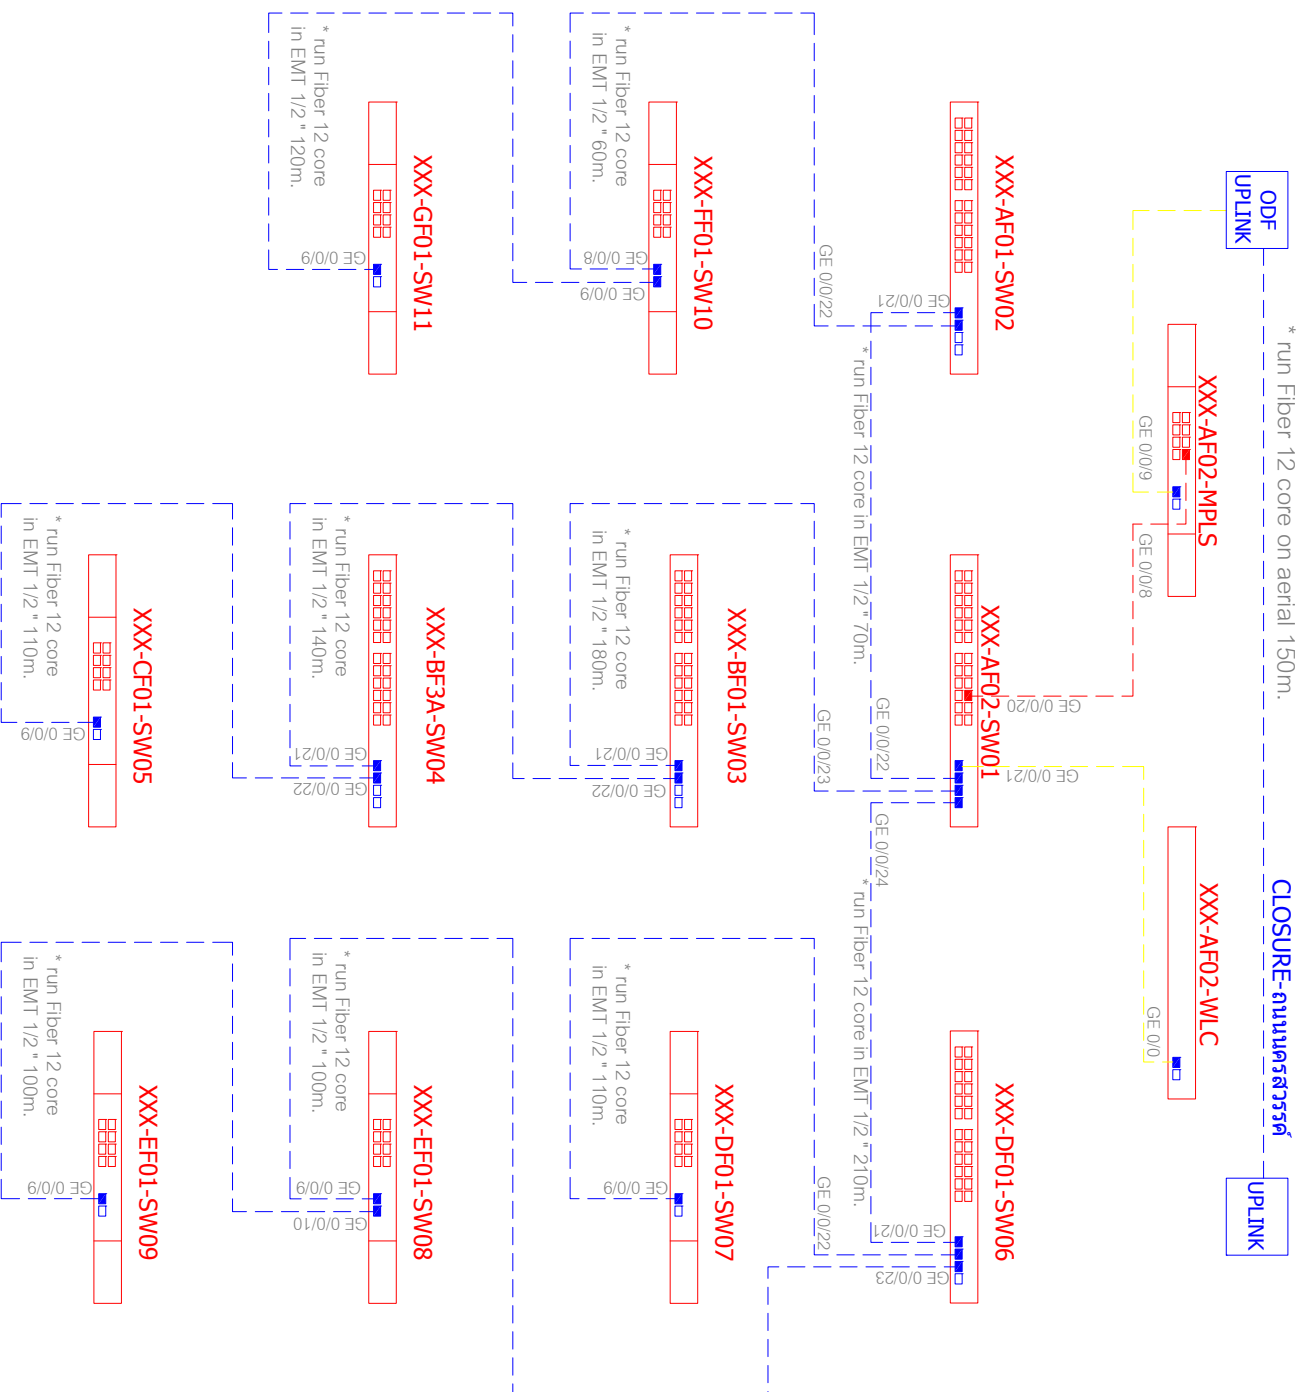 * run Fiber 12 core on aerial 150m.
CLOSURE-ถนนนครสวรรค์
ODF
UPLINK
UPLINK
XXX-AF02-MPLS
XXX-AF02-WLC
GE 0/0/9
GE 0/0/8
GE 0/0
GE 0/0/20
GE 0/0/21
XXX-AF01-SW02
XXX-AF02-SW01
XXX-DF01-SW06
GE 0/0/21
GE 0/0/22
GE 0/0/24
GE 0/0/21
GE 0/0/23
* run Fiber 12 core in EMT 1/2 " 70m.
* run Fiber 12 core in EMT 1/2 " 210m.
GE 0/0/22
GE 0/0/23
GE 0/0/22
XXX-FF01-SW10
XXX-BF01-SW03
XXX-DF01-SW07
* run Fiber 12 core
in EMT 1/2 " 60m.
GE 0/0/8
GE 0/0/9
* run Fiber 12 core
in EMT 1/2 " 180m.
GE 0/0/21
GE 0/0/22
* run Fiber 12 core
in EMT 1/2 " 110m.
GE 0/0/9
XXX-GF01-SW11
XXX-BF3A-SW04
XXX-EF01-SW08
* run Fiber 12 core
in EMT 1/2 " 120m.
GE 0/0/9
* run Fiber 12 core
in EMT 1/2 " 140m.
GE 0/0/21
GE 0/0/22
* run Fiber 12 core
in EMT 1/2 " 100m.
GE 0/0/9
GE 0/0/10
XXX-CF01-SW05
XXX-EF01-SW09
* run Fiber 12 core
in EMT 1/2 " 110m.
GE 0/0/9
* run Fiber 12 core
in EMT 1/2 " 100m.
GE 0/0/9